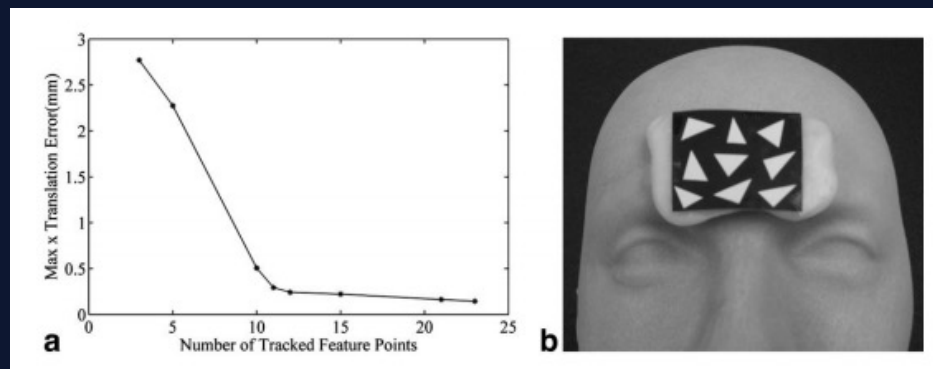 3
2.5
2
1.5
1
0.5
0
Max x Translation Error(mm)
0 5 10 15 20 25
Number of Tracked Feature Points
a
b